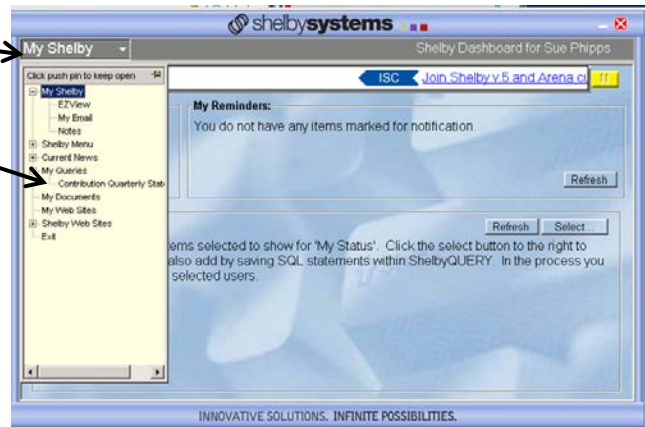 shelbysystems
My Shelby
Shelby Dashboard for Sue Phipps
Click push pin to keep open
ISC
Join Shelby v.5 and Arena cu
My Shelby
EZView
My Email
Notes
Shelby Menu
Current News
My Queries
Contribution Quarterly Stat
My Documents
My Web Sites
Shelby Web Sites
Exit
My Reminders:
You do not have any items marked for notification.
Refresh
Refresh
Select...
ems selected to show for 'My Status'. Click the select button to the right to
also add by saving SQL statements within ShelbyQUERY. In the process you
selected users.
INNOVATIVE SOLUTIONS. INFINITE POSSIBILITIES.